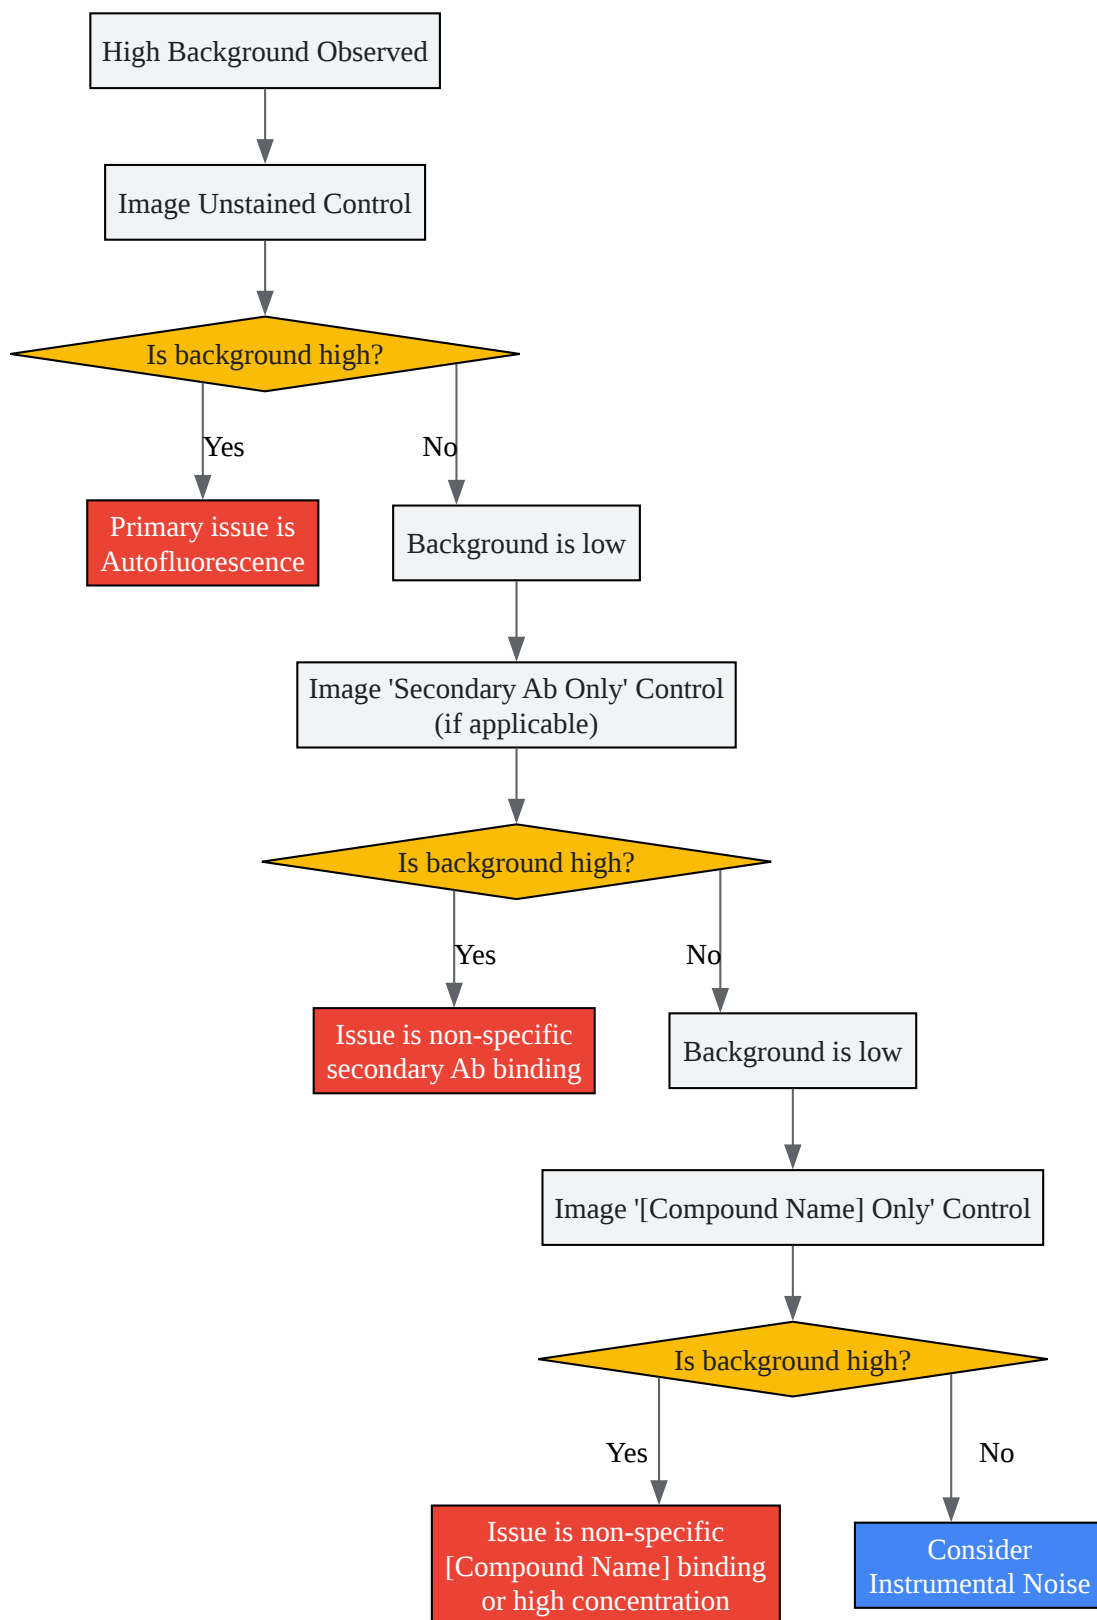 High Background Observed
Image Unstained Control
Is background high?
Yes
No
Primary issue is
Autofluorescence
Background is low
Image 'Secondary Ab Only' Control
(if applicable)
Is background high?
Yes
No
Issue is non-specific
secondary Ab binding
Background is low
Image '[Compound Name] Only' Control
Is background high?
Yes
No
Issue is non-specific
[Compound Name] binding
or high concentration
Consider
Instrumental Noise